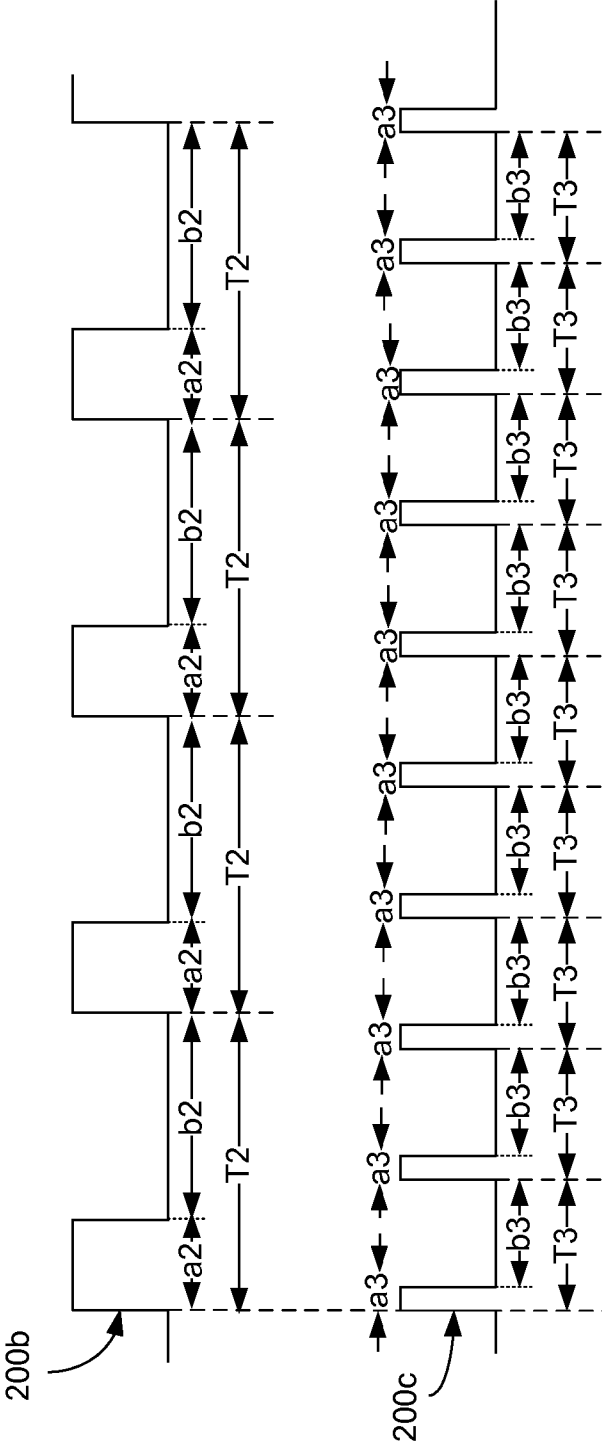 200b
a2 b2 a2 b2 a2 b2 a2 b2
T2 T2 T2 T2
a3 a3 a3 a3 a3 a3 a3 a3 a3 a3
200c
b3 b3 b3 b3 b3 b3 b3 b3 b3
T3 T3 T3 T3 T3 T3 T3 T3 T3